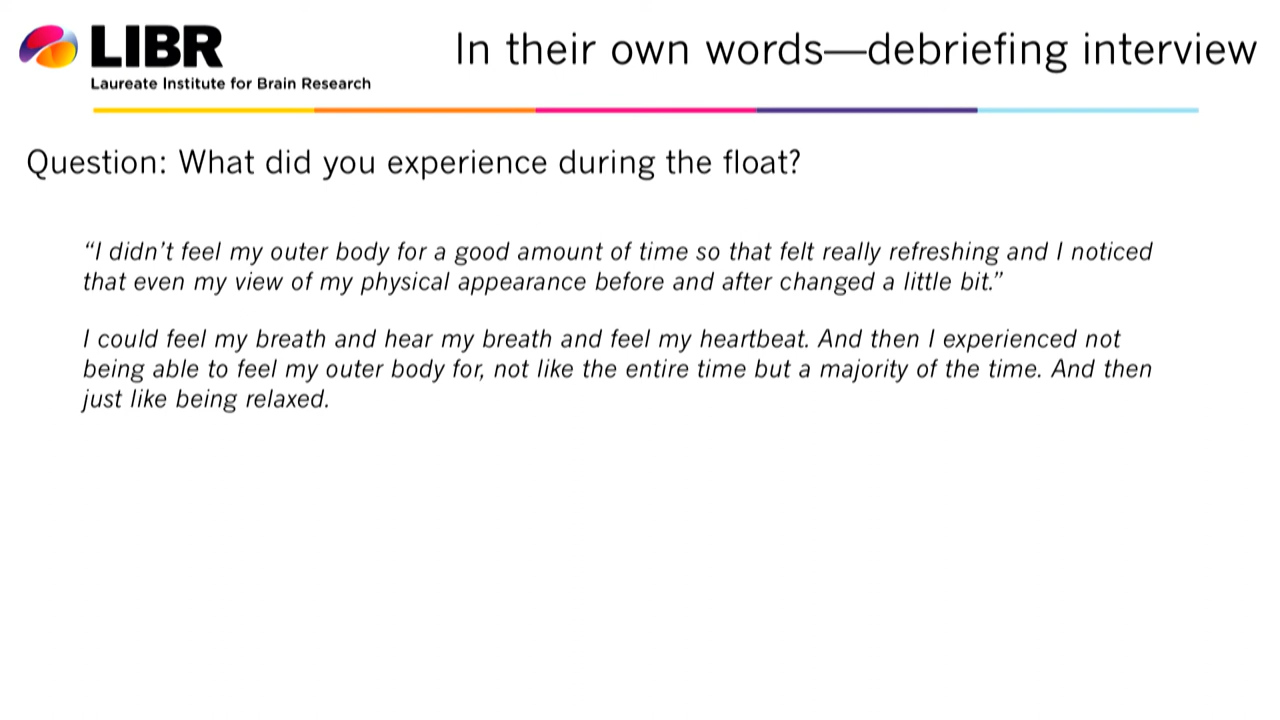 LIBR
Laureate Institute for Brain Research
In their own words—debriefing interview
Question: What did you experience during the float?
“I didn’t feel my outer body for a good amount of time so that felt really refreshing and I noticed
that even my view of my physical appearance before and after changed a little bit.”
I could feel my breath and hear my breath and feel my heartbeat. And then I experienced not
being able to feel my outer body for, not like the entire time but a majority of the time. And then
just like being relaxed.